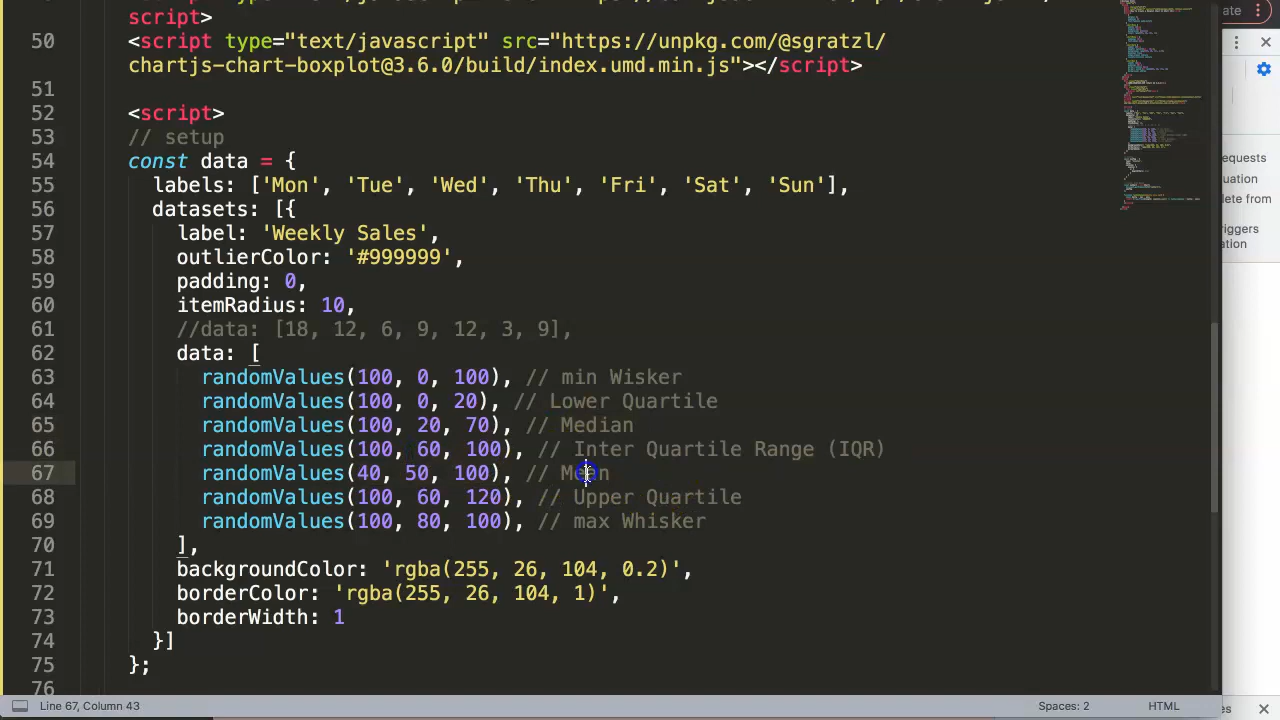 script>
50 <script type="text/javascript" src="https://unpkg.com/@sgratzl/
chartjs-chart-boxplot@3.6.0/build/index.umd.min.js"></script>
51
52 <script>
53 // setup
54 const data = {
55 labels: ['Mon', 'Tue', 'Wed', 'Thu', 'Fri', 'Sat', 'Sun'],
56 datasets: [{
57 label: 'Weekly Sales',
58 outlierColor: '#999999',
59 padding: 0,
60 itemRadius: 10,
61 //data: [18, 12, 6, 9, 12, 3, 9],
62 data: [
63 randomValues(100, 0, 100), // min Wisker
64 randomValues(100, 0, 20), // Lower Quartile
65 randomValues(100, 20, 70), // Median
66 randomValues(100, 60, 100), // Inter Quartile Range (IQR)
67 randomValues(40, 50, 100), // Meen
68 randomValues(100, 60, 120), // Upper Quartile
69 randomValues(100, 80, 100), // max Whisker
70 ],
71 backgroundColor: 'rgba(255, 26, 104, 0.2)',
72 borderColor: 'rgba(255, 26, 104, 1)',
73 borderWidth: 1
74 }]
75 };
76
Line 67, Column 43
Spaces: 2
HTML
ate
equests
uation
lete from
riggers
ation
es